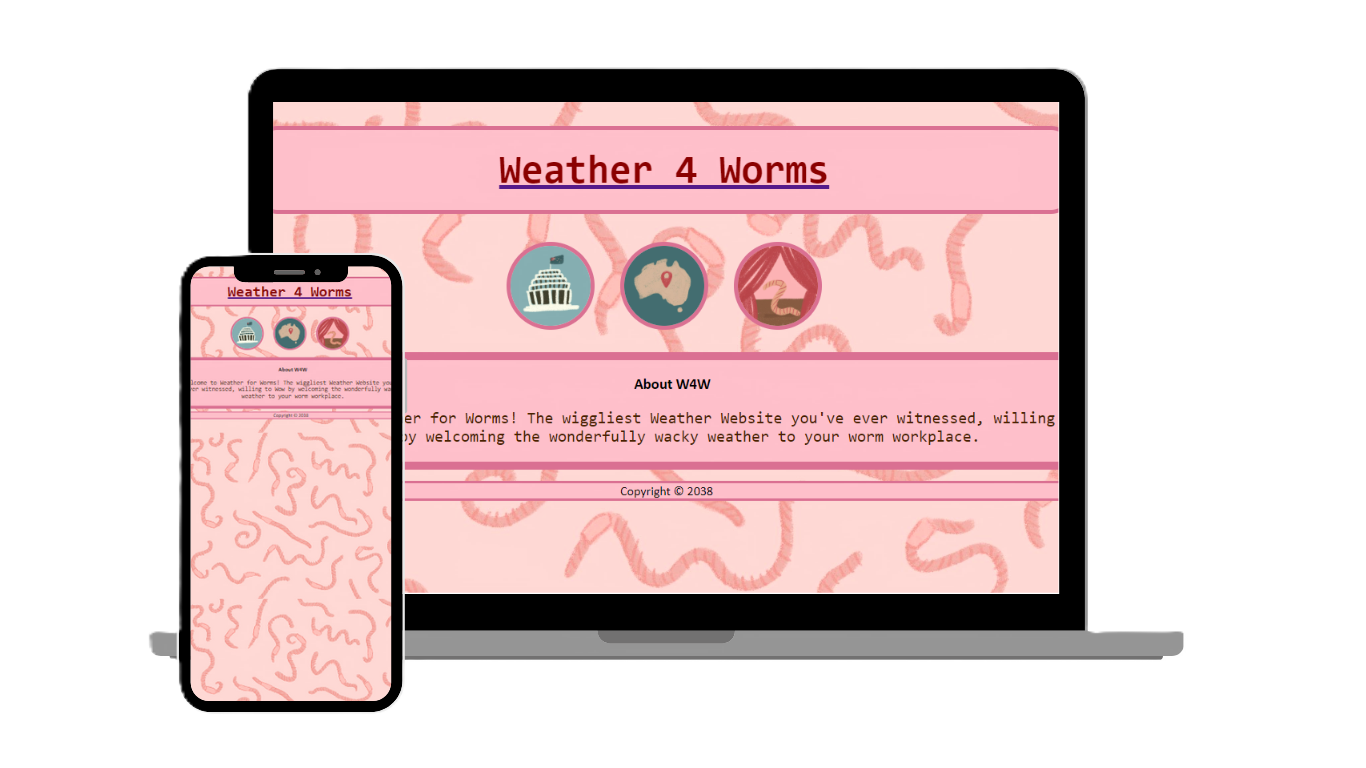 Weather 4 Worms
About W4W
er for Worms! The wiggliest Weather Website you've ever witnessed, willing
by welcoming the wonderfully wacky weather to your worm workplace.
Copyright © 2038
Weather 4 Worms
About W4W
lcome to Weather for Worms! The wiggliest Weather Website you
er witnessed, willing to Wow by welcoming the wonderfully wa
weather to your worm workplace.
Copyright © 2038